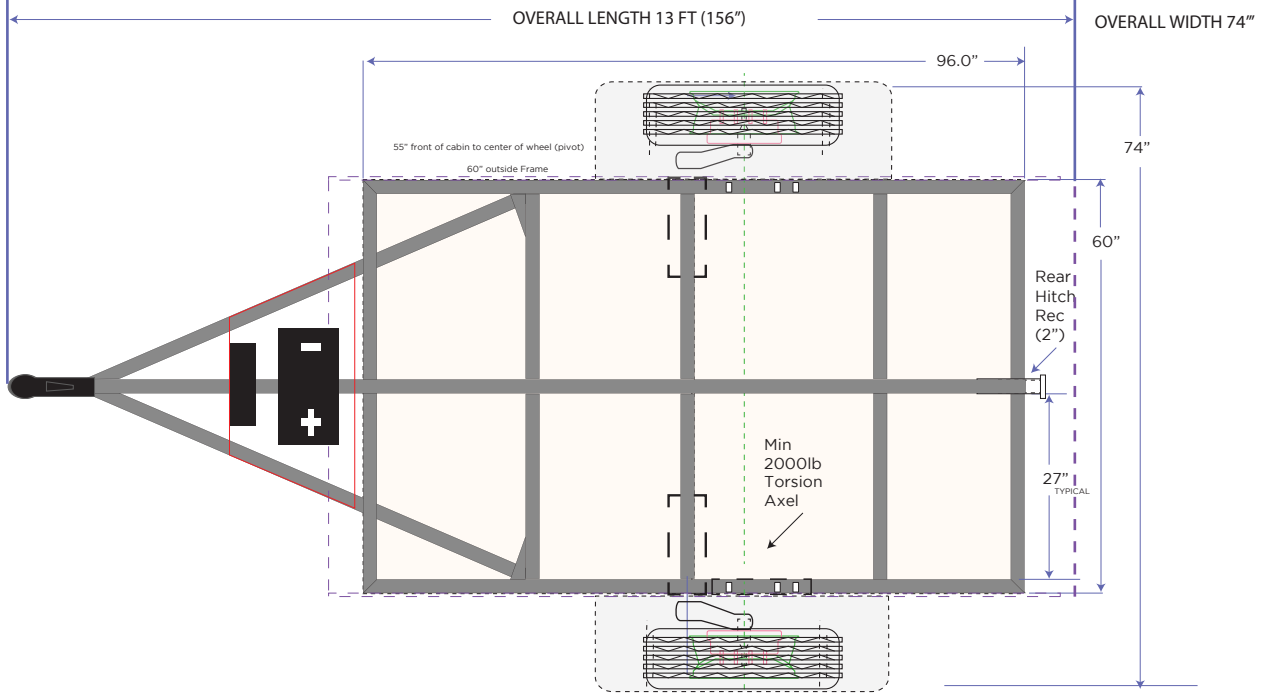 OVERALL LENGTH 13 FT (156”)
OVERALL WIDTH 74’”
96.0”
55” front of cabin to center of wheel (pivot)
60” outside Frame
74”
60”
Rear
Hitch
Rec
(2”)
Min
2000lb
Torsion
Axel
27”
TYPICAL